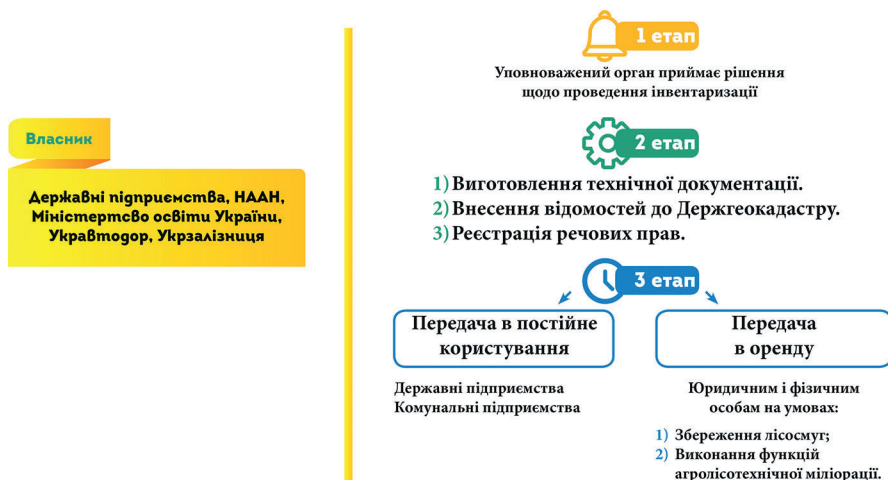 Власник
Державні підприємства, НААН,
Міністертсво освіти України,
Укравтодор, Укрзалізниця
1 етап
Уповноважений орган приймає рішення
щодо проведення інвентаризації
2 етап
1) Виготовлення технічної документації.
2) Внесення відомостей до Держгеокадастру.
3) Реєстрація речових прав.
3 етап
Передача в постійне
користування
Державні підприємства
Комунальні підприємства
Передача
в оренду
Юридичним і фізичним
особам на умовах:
1) Збереження лісосмуг;
2) Виконання функцій
агролісотехнічної міліорації.